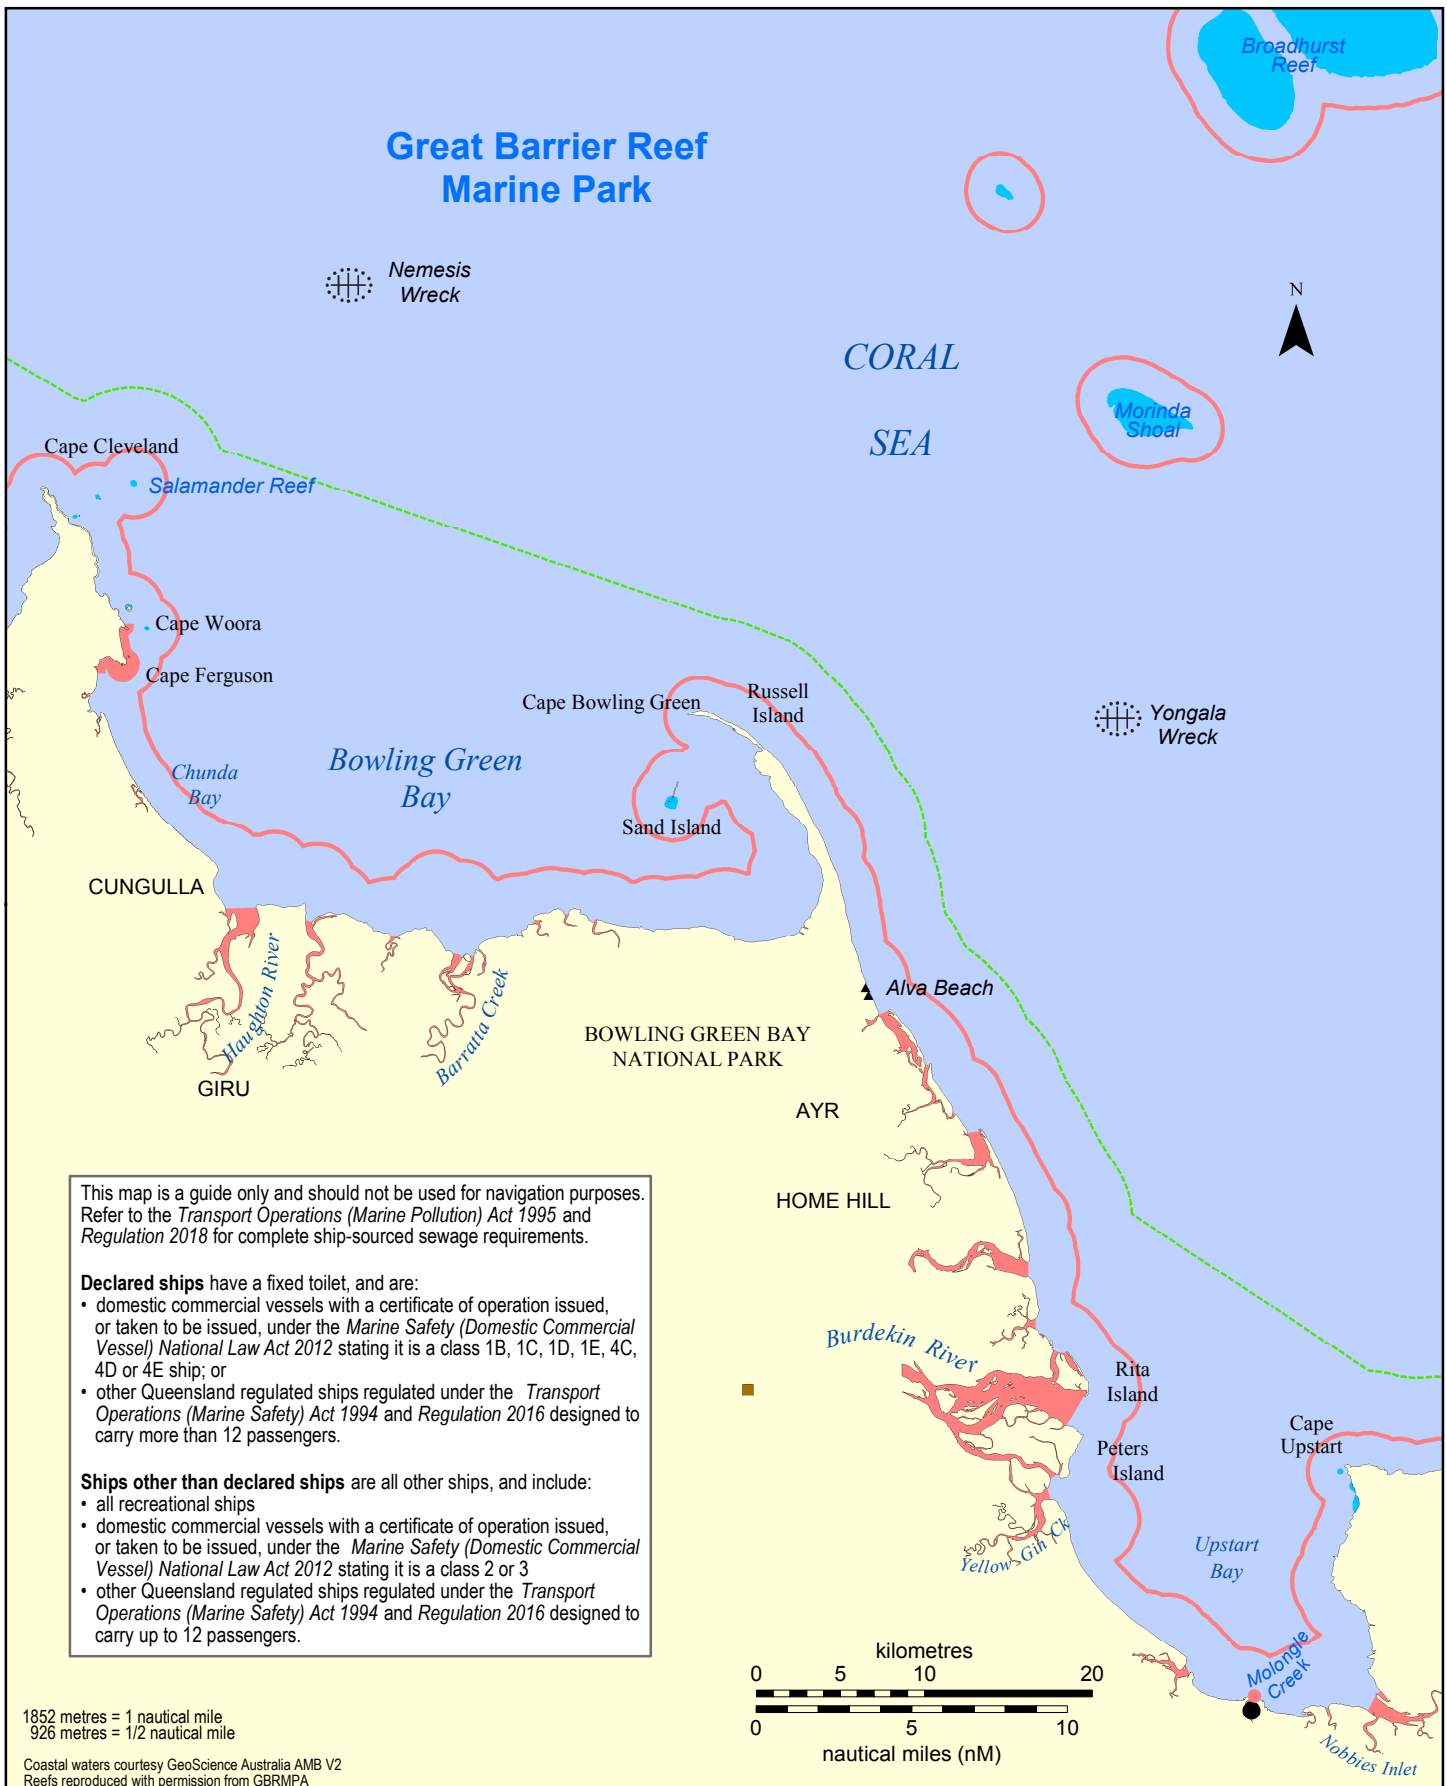 Broadhurst
Reef
Great Barrier Reef
Marine Park
Nemesis
Wreck
N
CORAL
SEA
Morinda
Shoal
Cape Cleveland
Salamander Reef
Cape Woora
Cape Ferguson
Cape Bowling Green
Russell
Island
Yongala
Wreck
Bowling Green
Bay
Chunda
Bay
Sand Island
CUNGULLA
Haughton River
Barratta Creek
Alva Beach
BOWLING GREEN BAY
NATIONAL PARK
GIRU
AYR
HOME HILL
This map is a guide only and should not be used for navigation purposes.
Refer to the Transport Operations (Marine Pollution) Act 1995 and
Regulation 2018 for complete ship-sourced sewage requirements.
Declared ships have a fixed toilet, and are:
• domestic commercial vessels with a certificate of operation issued,
or taken to be issued, under the Marine Safety (Domestic Commercial
Vessel) National Law Act 2012 stating it is a class 1B, 1C, 1D, 1E, 4C,
4D or 4E ship; or
• other Queensland regulated ships regulated under the Transport
Operations (Marine Safety) Act 1994 and Regulation 2016 designed to
carry more than 12 passengers.
Ships other than declared ships are all other ships, and include:
• all recreational ships
• domestic commercial vessels with a certificate of operation issued,
or taken to be issued, under the Marine Safety (Domestic Commercial
Vessel) National Law Act 2012 stating it is a class 2 or 3
• other Queensland regulated ships regulated under the Transport
Operations (Marine Safety) Act 1994 and Regulation 2016 designed to
carry up to 12 passengers.
Burdekin River
Rita
Island
Cape
Upstart
Peters
Island
Yellow Gin Ck
Upstart
Bay
Molongle
Creek
Nobbies Inlet
kilometres
0 5 10 20
0 5 10
nautical miles (nM)
1852 metres = 1 nautical mile
926 metres = 1/2 nautical mile
Coastal waters courtesy GeoScience Australia AMB V2
Reefs reproduced with permission from GBRMPA